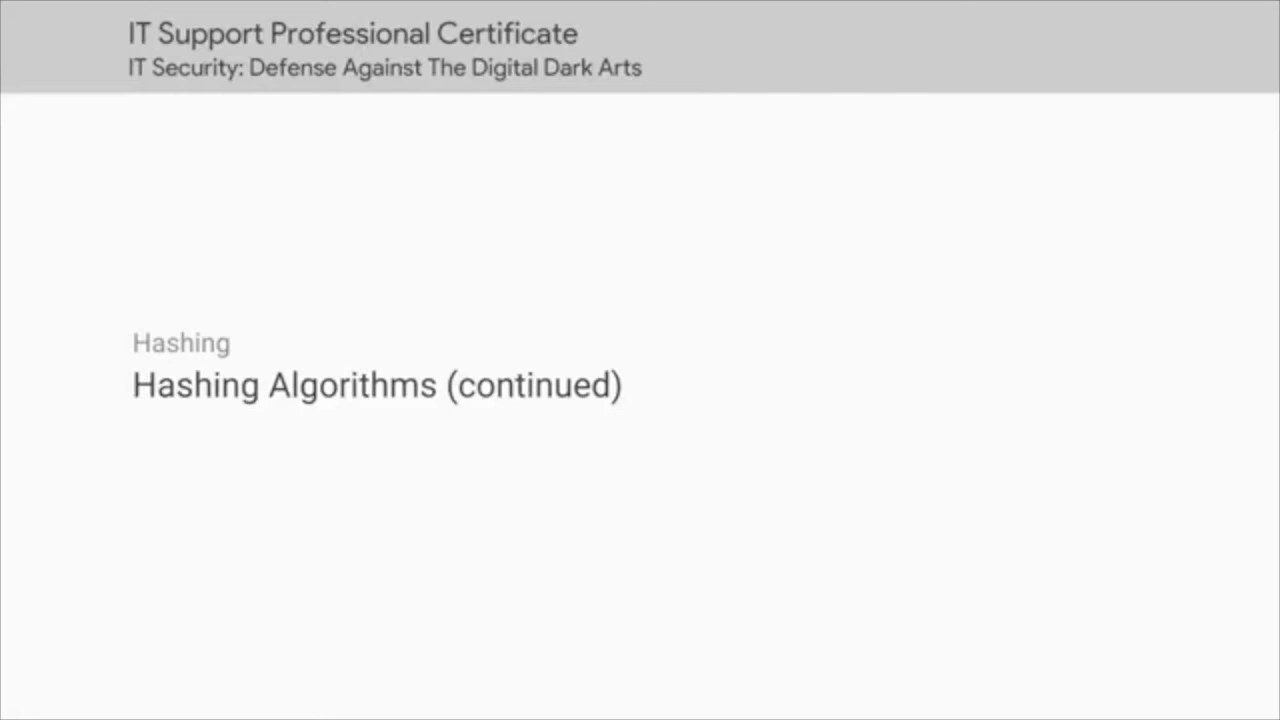 IT Support Professional Certificate
IT Security: Defense Against The Digital Dark Arts
Hashing
Hashing Algorithms (continued)